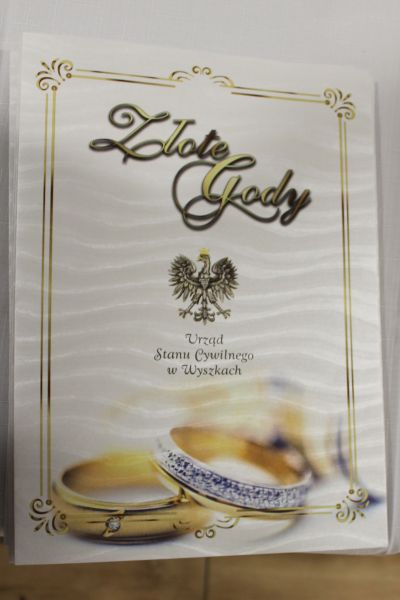 Złote
Gody
Urząd
Stanu Cywilnego
w Wyszkach